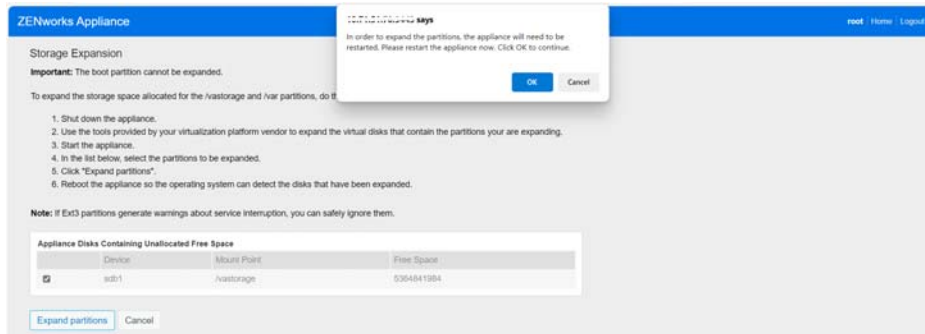 ZENworks Appliance
says
root Home Logout
In order to expand the partitions, the appliance will need to be
restarted. Please restart the appliance now. Click OK to continue.
OK Cancel
Storage Expansion
Important: The boot partition cannot be expanded.
To expand the storage space allocated for the /vastorage and /var partitions, do
1. Shut down the appliance.
2. Use the tools provided by your virtualization platform vendor to expand the virtual disks that contain the partitions your are expanding.
3. Start the appliance.
4. In the list below, select the partitions to be expanded.
5. Click "Expand partitions".
6. Reboot the appliance so the operating system can detect the disks that have been expanded.
Note: If Ext3 partitions generate warnings about service interruption, you can safely ignore them.
Appliance Disks Containing Unallocated Free Space
Device Mount Point Free Space
sdb1 /vastorage 5364841984
Expand partitions Cancel